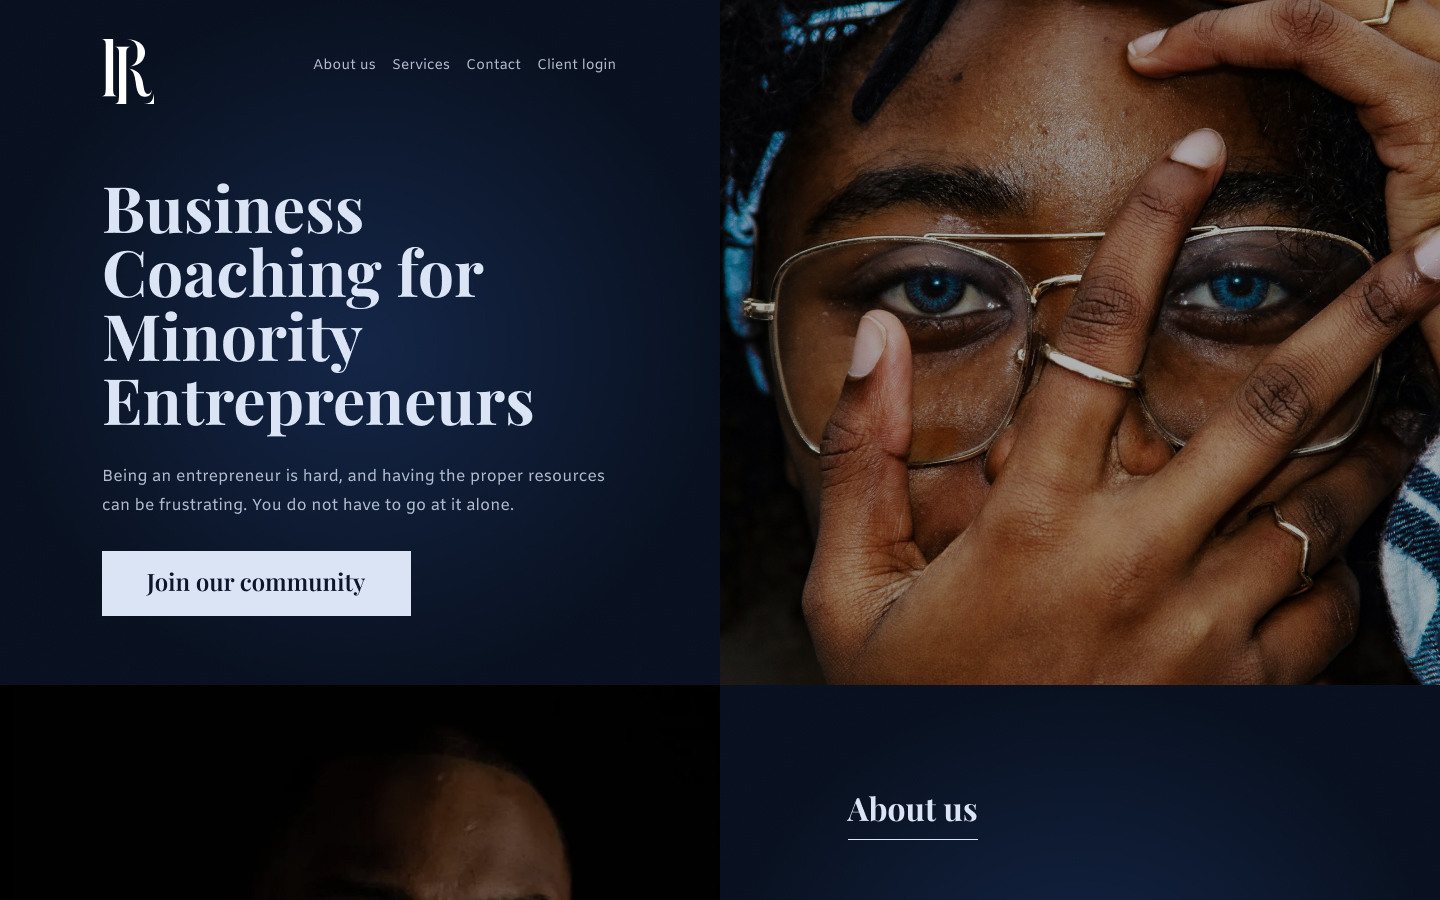 IR
About us Services Contact Client login
Business
Coaching for
Minority
Entrepreneurs
Being an entrepreneur is hard, and having the proper resources
can be frustrating. You do not have to go at it alone.
Join our community
About us